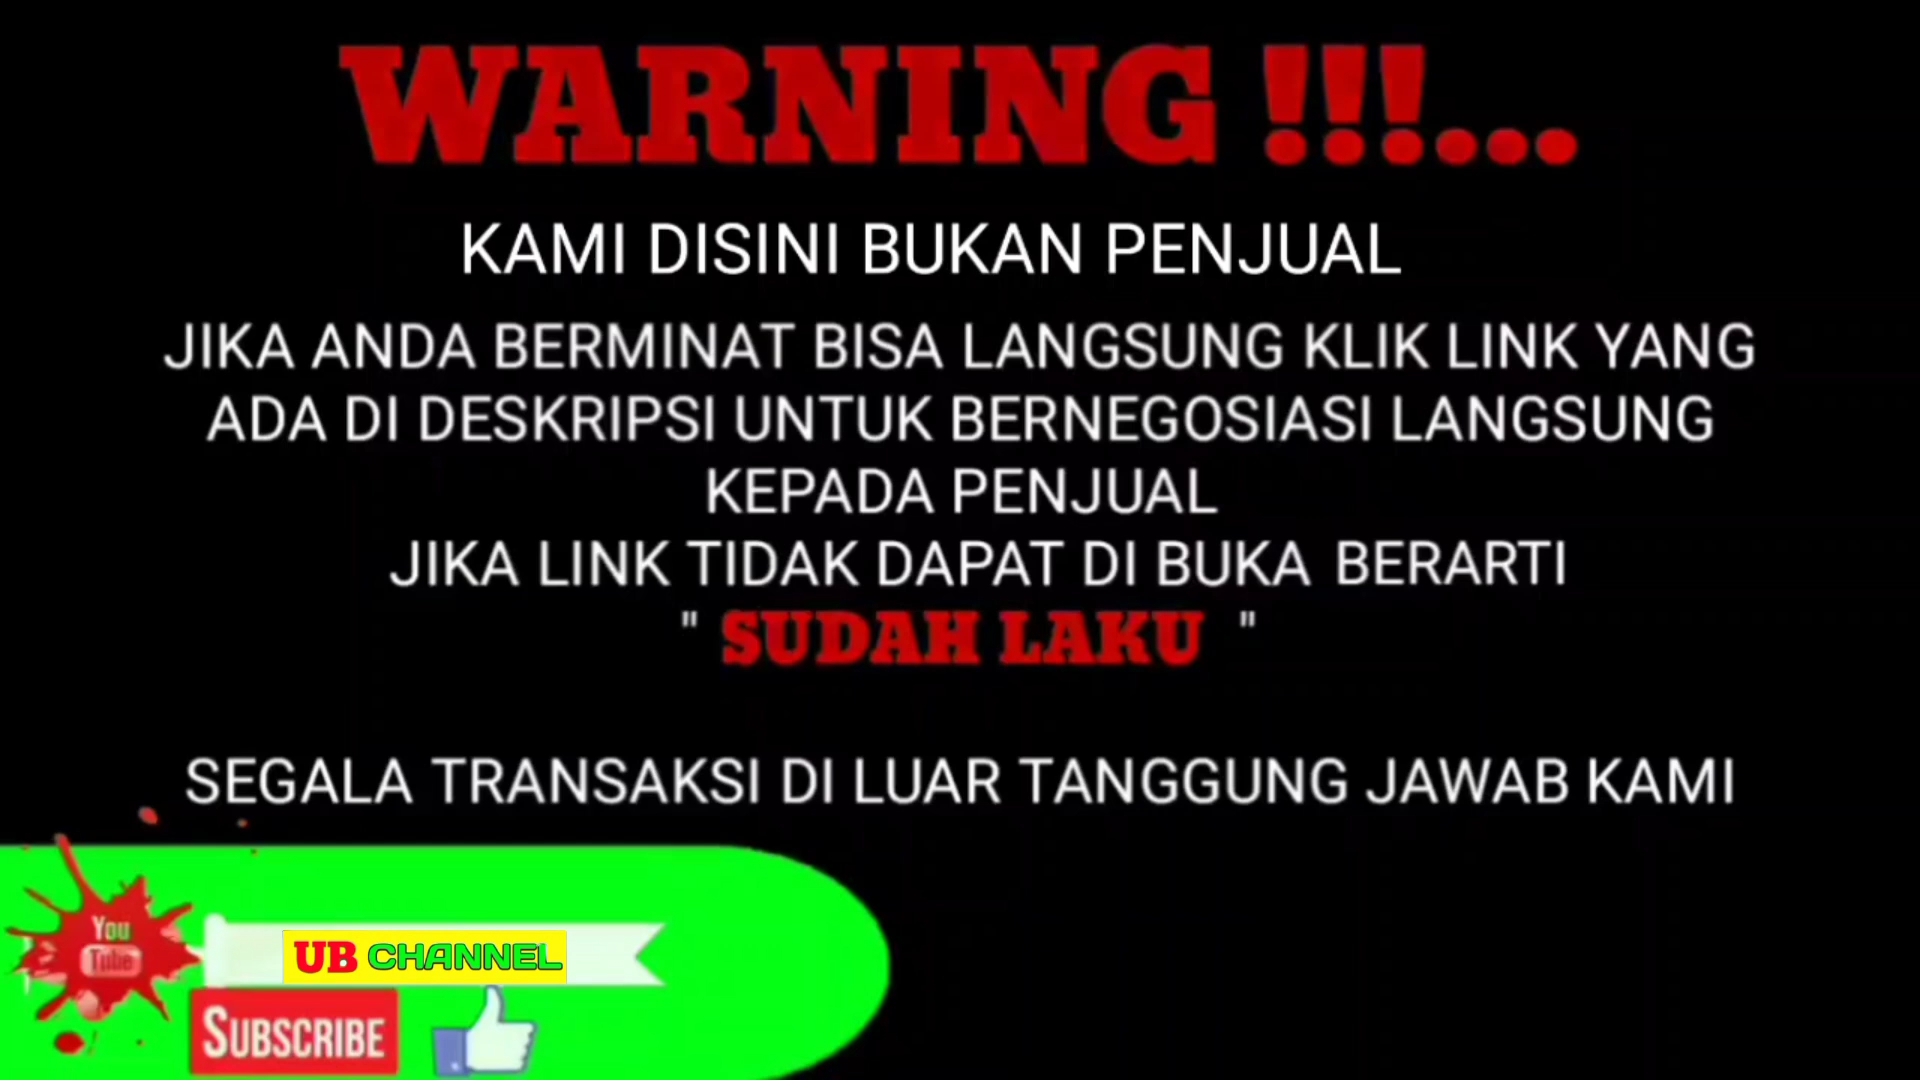 WARNING !!!...
KAMI DISINI BUKAN PENJUAL
JIKA ANDA BERMINAT BISA LANGSUNG KLIK LINK YANG
ADA DI DESKRIPSI UNTUK BERNEGOSIASI LANGSUNG
KEPADA PENJUAL
JIKA LINK TIDAK DAPAT DI BUKA BERARTI
" SUDAH LAKU "
SEGALA TRANSAKSI DI LUAR TANGGUNG JAWAB KAMI
You
Tube
UB CHANNEL
SUBSCRIBE